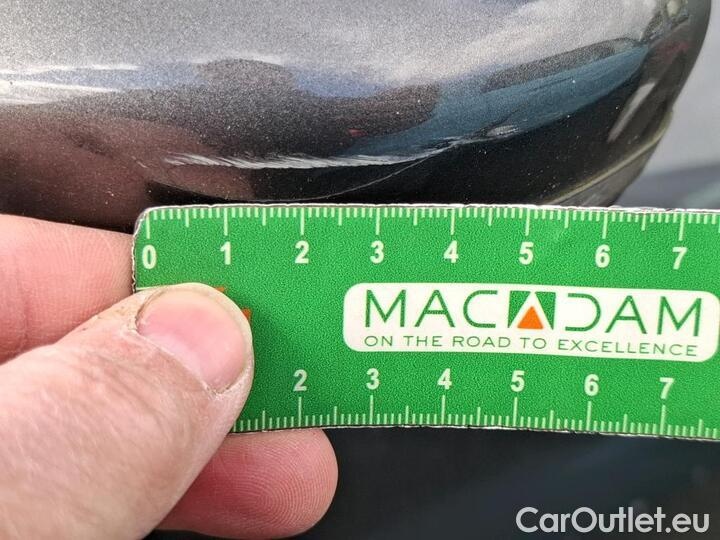 0 1 2 3 4 5 6 7
MACADAM
ON THE ROAD TO EXCELLENCE
2 3 4 5 6 7
CarOutlet.eu